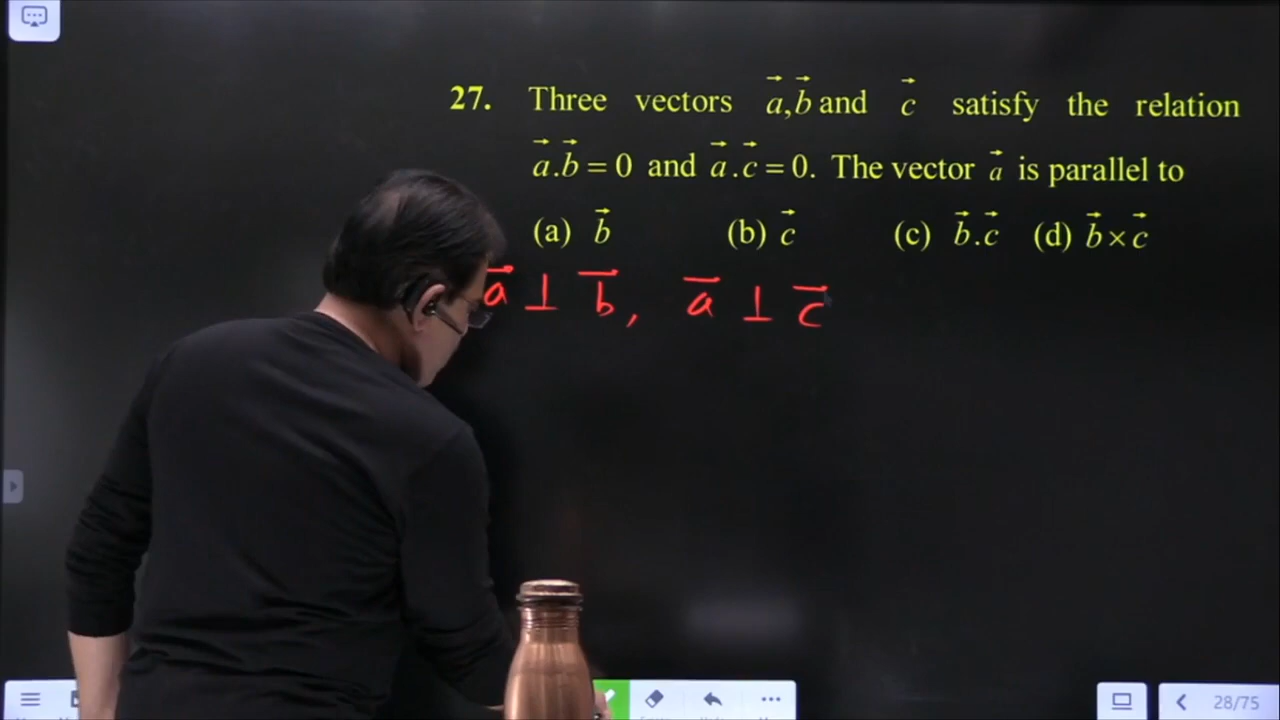 27. Three vectors a⃗, b⃗ and c⃗ satisfy the relation
a⃗.b⃗ = 0 and a⃗.c⃗ = 0. The vector a⃗ is parallel to
(a) b⃗ (b) c⃗ (c) b⃗.c⃗ (d) b⃗×c⃗
a⃗ ⊥ b⃗, a⃗ ⊥ c⃗
28/75